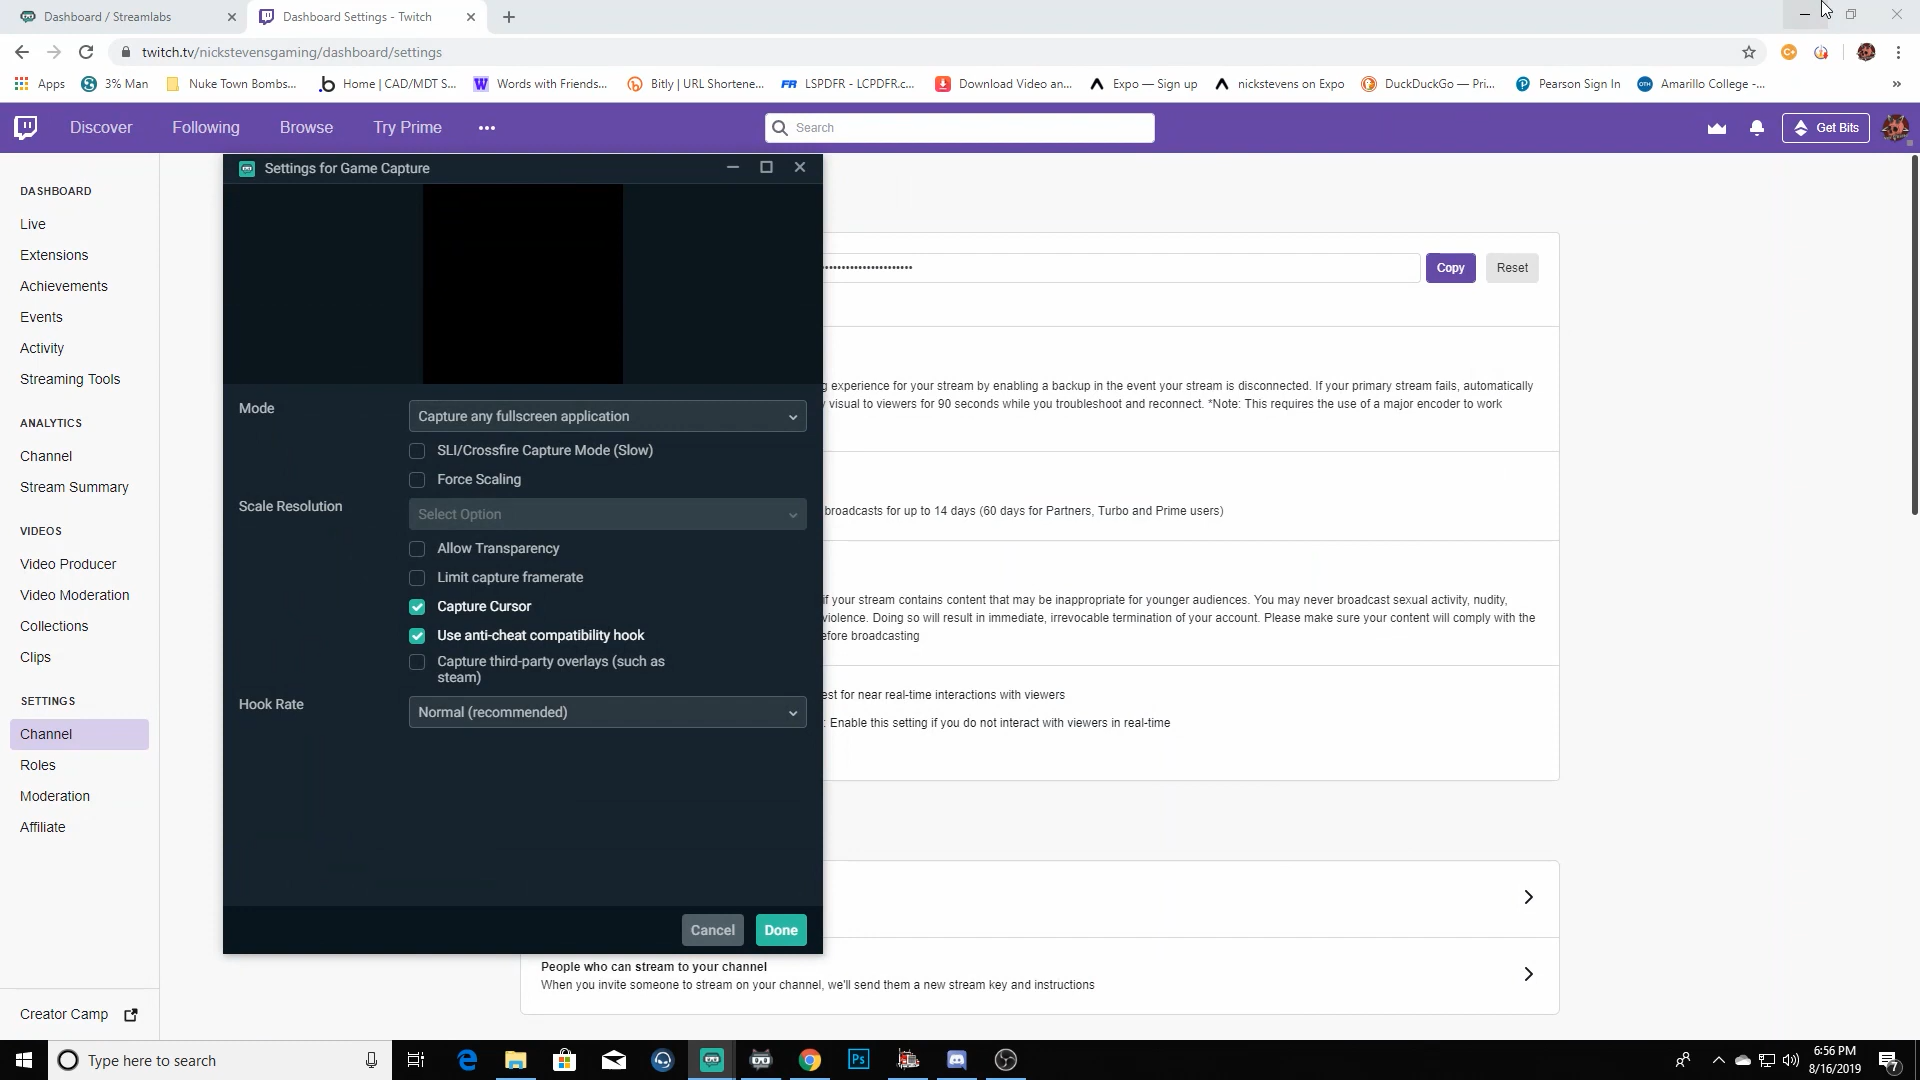 Dashboard / Streamlabs
Dashboard Settings - Twitch
twitch.tv/nickstevensgaming/dashboard/settings
Apps
3% Man
Nuke Town Bombs...
Home | CAD/MDT S...
Words with Friends...
Bitly | URL Shortene...
LSPDFR - LCPDFR.c...
Download Video an...
Expo — Sign up
nickstevens on Expo
DuckDuckGo — Pri...
Pearson Sign In
Amarillo College -...
»
Discover
Following
Browse
Try Prime
Search
Get Bits
DASHBOARD
Live
Extensions
Achievements
Events
Activity
Streaming Tools
ANALYTICS
Channel
Stream Summary
VIDEOS
Video Producer
Video Moderation
Collections
Clips
SETTINGS
Channel
Roles
Moderation
Affiliate
Creator Camp
Settings for Game Capture
Mode
Capture any fullscreen application
SLI/Crossfire Capture Mode (Slow)
Force Scaling
Scale Resolution
Select Option
Allow Transparency
Limit capture framerate
Capture Cursor
Use anti-cheat compatibility hook
Capture third-party overlays (such as
steam)
Hook Rate
Normal (recommended)
Cancel
Done
Copy
Reset
experience for your stream by enabling a backup in the event your stream is disconnected. If your primary stream fails, automatically
visual to viewers for 90 seconds while you troubleshoot and reconnect. *Note: This requires the use of a major encoder to work
broadcasts for up to 14 days (60 days for Partners, Turbo and Prime users)
if your stream contains content that may be inappropriate for younger audiences. You may never broadcast sexual activity, nudity,
violence. Doing so will result in immediate, irrevocable termination of your account. Please make sure your content will comply with the
before broadcasting
est for near real-time interactions with viewers
: Enable this setting if you do not interact with viewers in real-time
People who can stream to your channel
When you invite someone to stream on your channel, we'll send them a new stream key and instructions
Type here to search
Ps
6:56 PM
8/16/2019
7